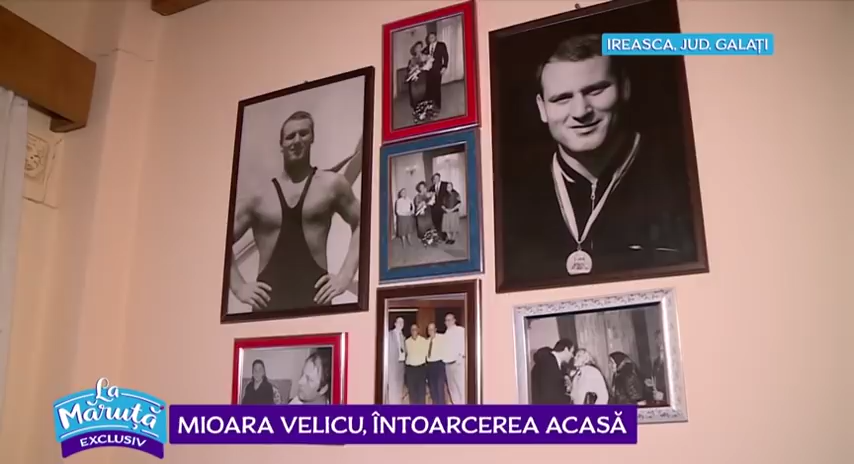 IREASCA, JUD. GALAȚI
La
Măruță
EXCLUSIV
MIOARA VELICU, ÎNTOARCEREA ACASĂ